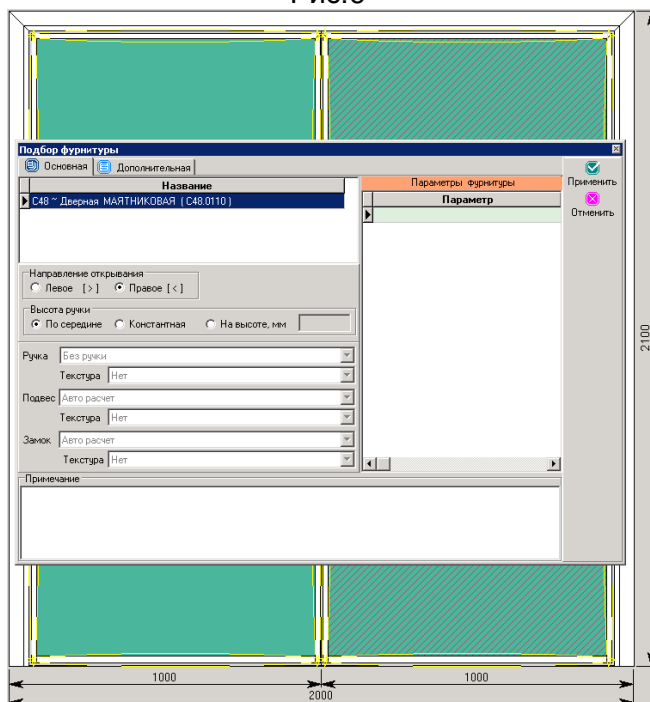 Подбор фурнитуры
Основная Дополнительная
Название
С48 ~ Дверная МАЯТНИКОВАЯ ( С48.0110 )
Параметры фурнитуры
Параметр
Применить
Отменить
Направление открывания
Левое [ > ] Правое [ < ]
Высота ручки
По середине Константная На высоте, мм
Ручка Без ручки
Текстура Нет
Подвес Авто расчет
Текстура Нет
Замок Авто расчет
Текстура Нет
Примечание
2100
1000 1000
2000